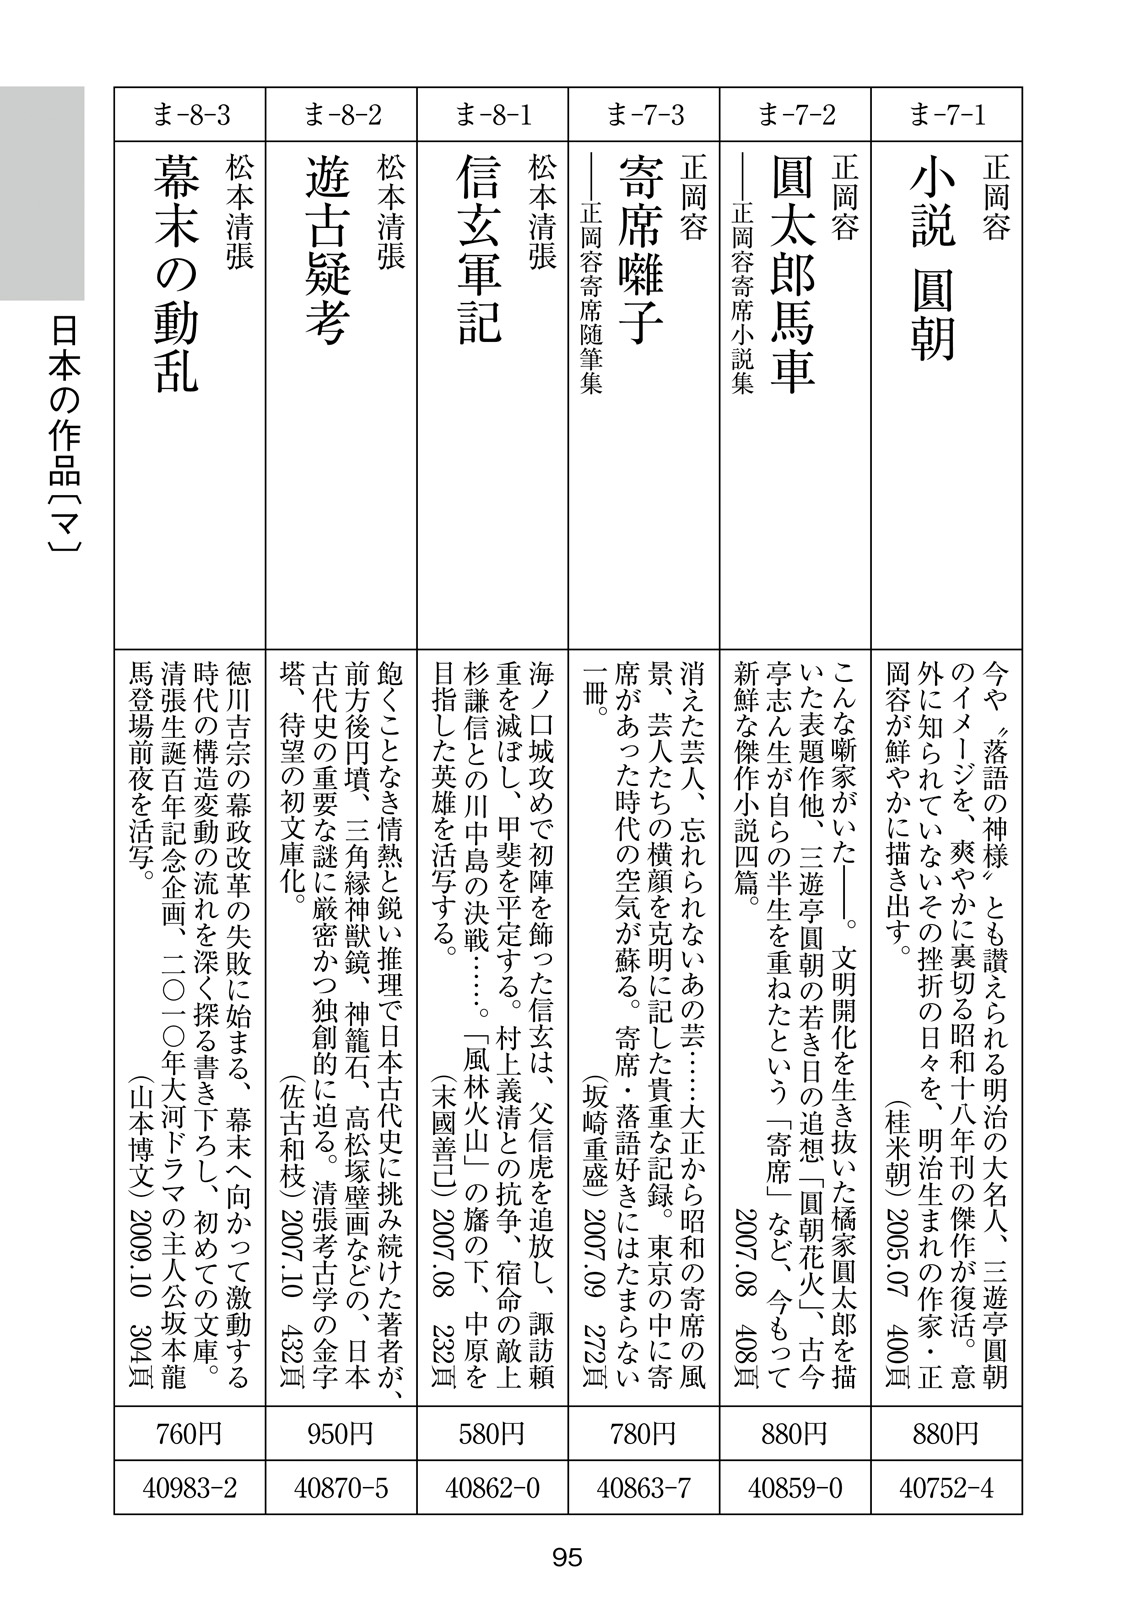 日本の作品〔マ〕
ま-7-1
正岡容
小説 圓朝
今や〝落語の神様〟とも讃えられる明治の大名人、三遊亭圓朝
のイメージを、爽やかに裏切る昭和十八年刊の傑作が復活。意
外に知られていないその挫折の日々を、明治生まれの作家・正
岡容が鮮やかに描き出す。
(桂米朝) 2005.07 400頁
880円
40752-4
ま-7-2
正岡容
圓太郎馬車
――正岡容寄席小説集
こんな噺家がいた――。文明開化を生き抜いた橘家圓太郎を描
いた表題作他、三遊亭圓朝の若き日の追想「圓朝花火」、古今
亭志ん生が自らの半生を重ねたという「寄席」など、今もって
新鮮な傑作小説四篇。
2007.08 408頁
880円
40859-0
ま-7-3
正岡容
寄席囃子
――正岡容寄席随筆集
消えた芸人、忘れられないあの芸……大正から昭和の寄席の風
景、芸人たちの横顔を克明に記した貴重な記録。東京の中に寄
席があった時代の空気が蘇る。寄席・落語好きにはたまらない
一冊。
(坂崎重盛) 2007.09 272頁
780円
40863-7
ま-8-1
松本清張
信玄軍記
海ノ口城攻めで初陣を飾った信玄は、父信虎を追放し、諏訪頼
重を滅ぼし、甲斐を平定する。村上義清との抗争、宿命の敵上
杉謙信との川中島の決戦……。「風林火山」の旛の下、中原を
目指した英雄を活写する。
(末國善己) 2007.08 232頁
580円
40862-0
ま-8-2
松本清張
遊古疑考
飽くことなき情熱と鋭い推理で日本古代史に挑み続けた著者が、
前方後円墳、三角縁神獣鏡、神籠石、高松塚壁画などの、日本
古代史の重要な謎に厳密かつ独創的に迫る。清張考古学の金字
塔、待望の初文庫化。
(佐古和枝) 2007.10 432頁
950円
40870-5
ま-8-3
松本清張
幕末の動乱
徳川吉宗の幕政改革の失敗に始まる、幕末へ向かって激動する
時代の構造変動の流れを深く探る書き下ろし、初めての文庫。
清張生誕百年記念企画、二〇一〇年大河ドラマの主人公坂本龍
馬登場前夜を活写。
(山本博文) 2009.10 304頁
760円
40983-2
95